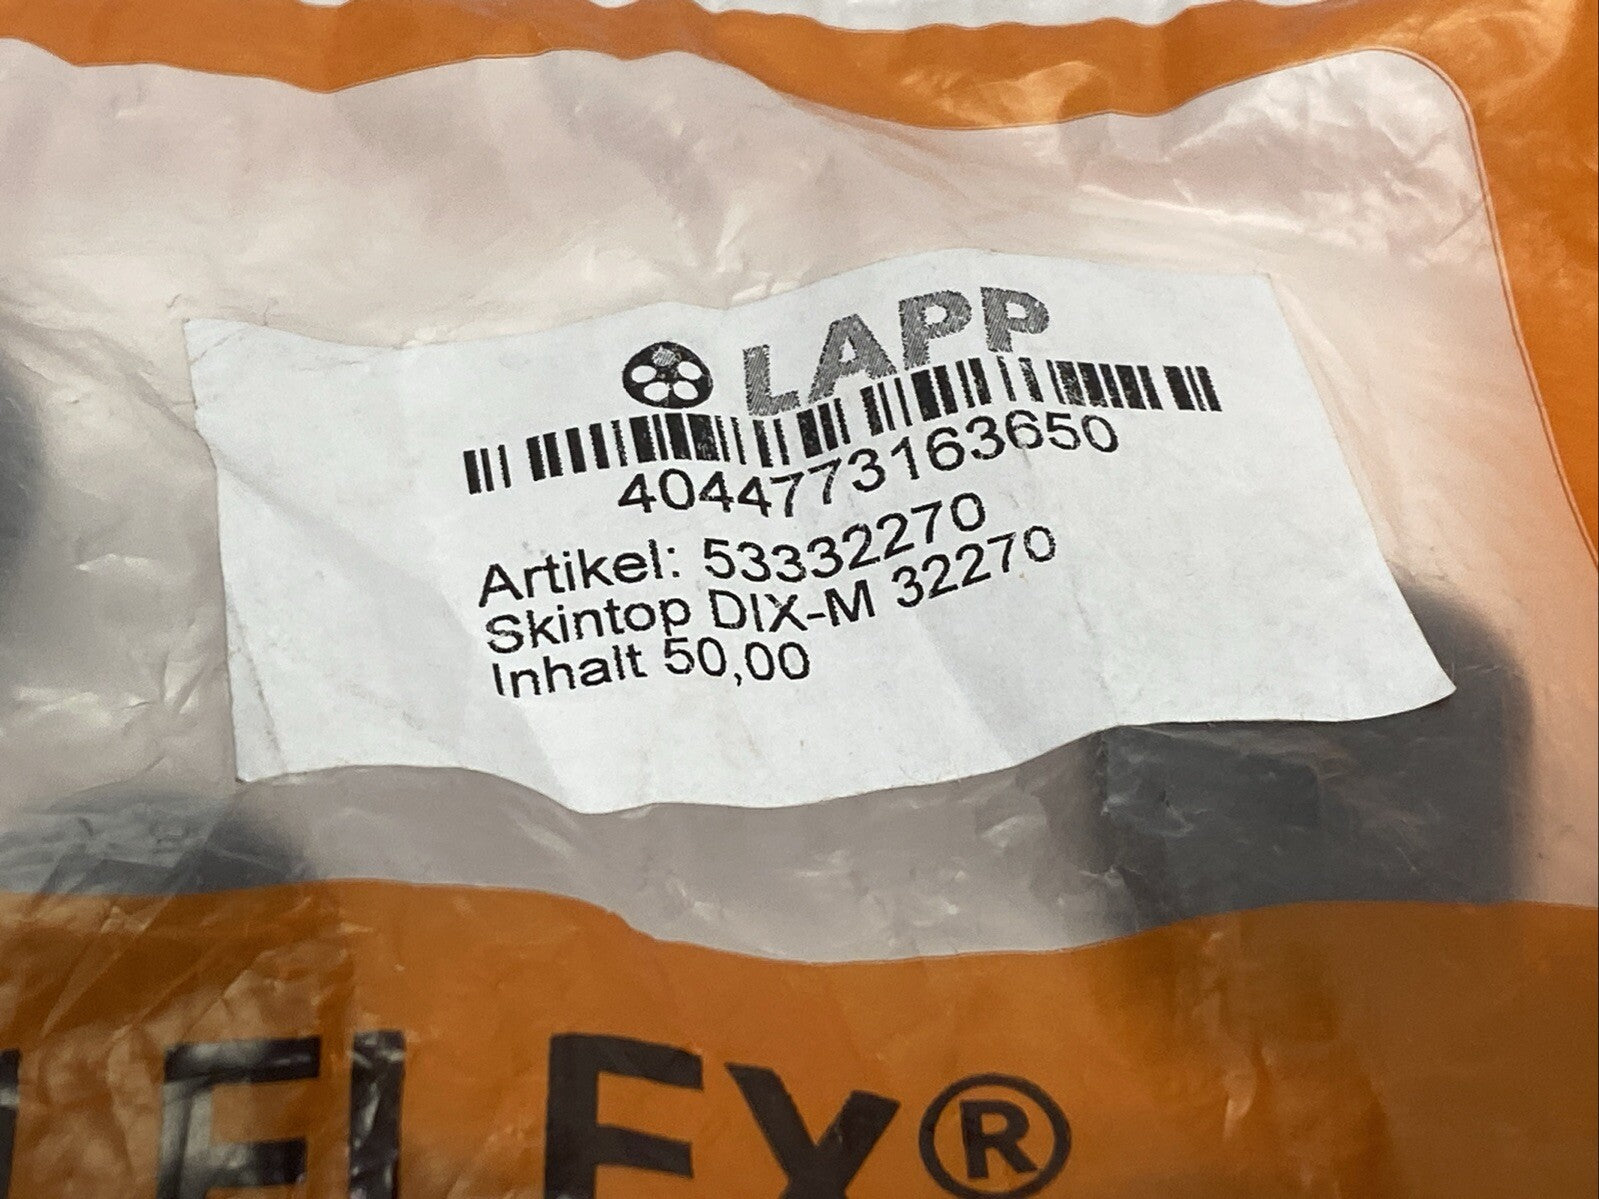 LAPP
4044773163650
Artikel: 53332270
Skintop DIX-M 32270
Inhalt 50,00
FLEX®